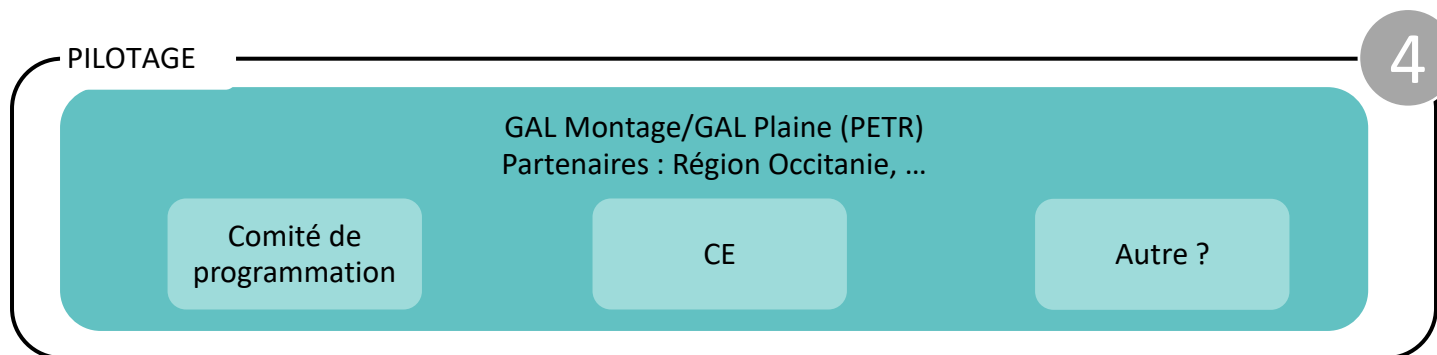 PILOTAGE
4
GAL Montage/GAL Plaine (PETR)
Partenaires : Région Occitanie, …
Comité de
programmation
CE
Autre ?